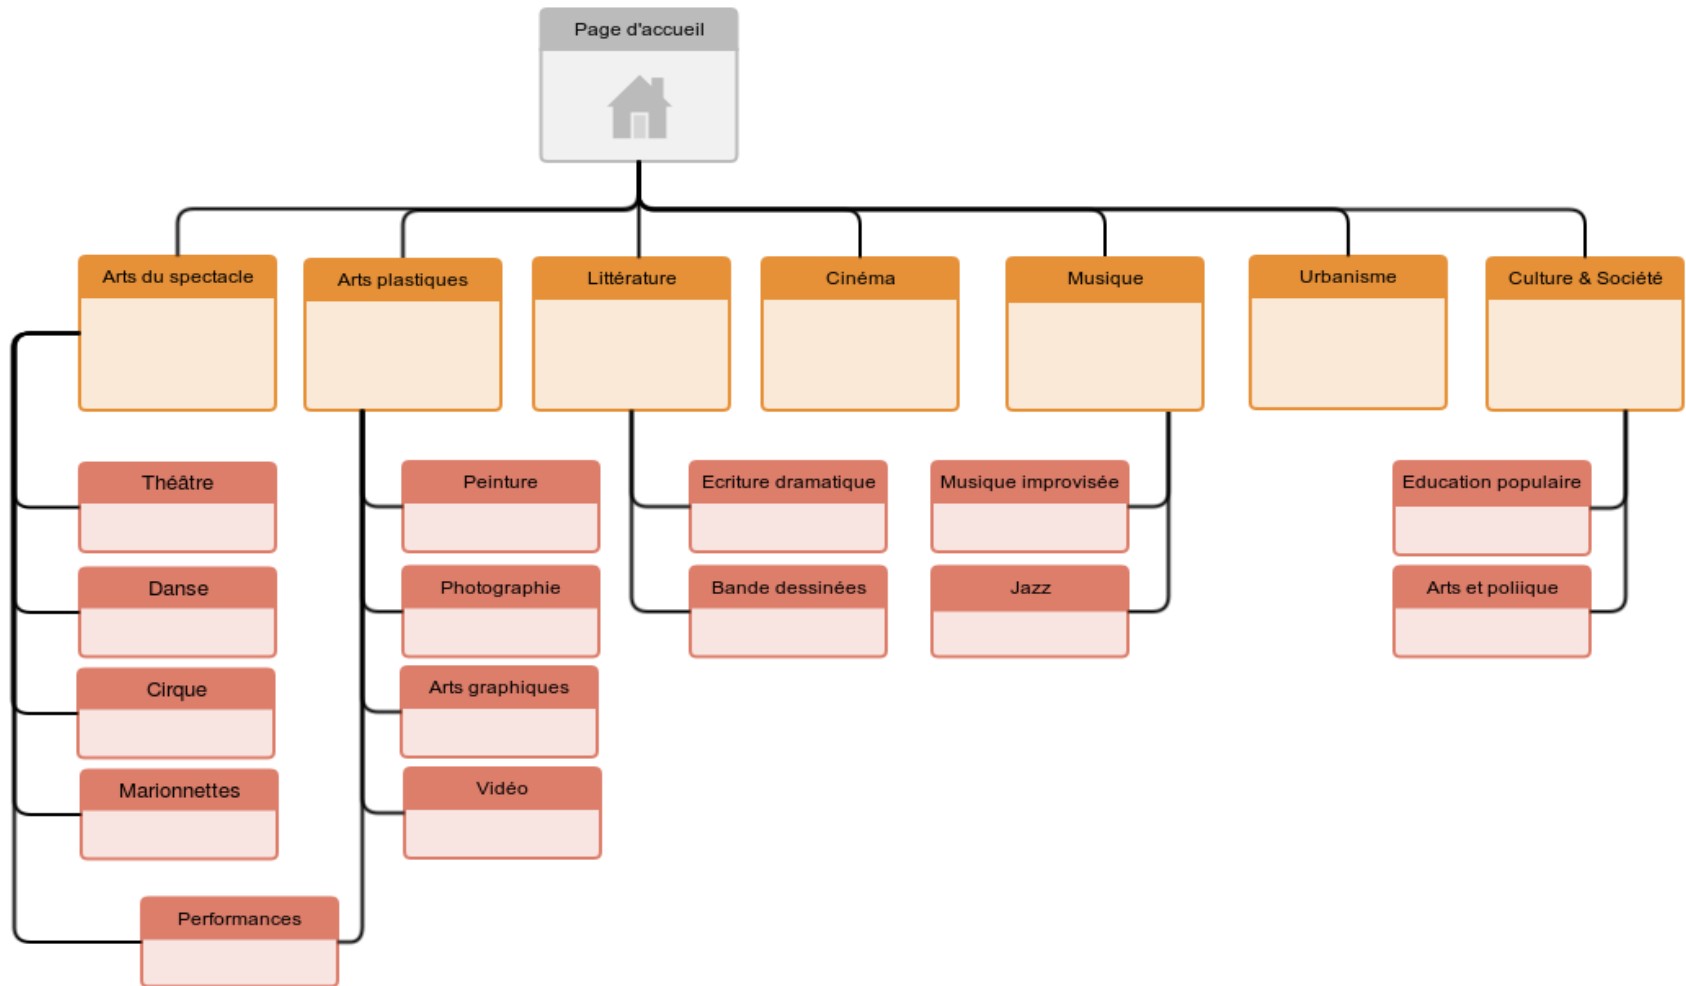 Page d'accueil
Arts du spectacle
Arts plastiques
Littérature
Cinéma
Musique
Urbanisme
Culture & Société
Théâtre
Peinture
Ecriture dramatique
Musique improvisée
Education populaire
Danse
Photographie
Bande dessinées
Jazz
Arts et poliique
Cirque
Arts graphiques
Marionnettes
Vidéo
Performances